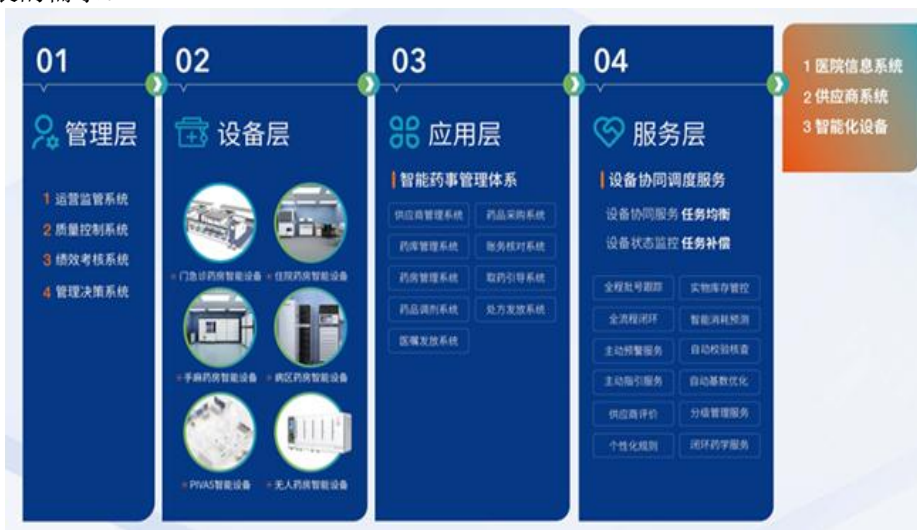 01
管理层
1 运营监管系统
2 质量控制系统
3 绩效考核系统
4 管理决策系统
02
设备层
门急诊药房智能设备
住院药房智能设备
手麻药房智能设备
病区药房智能设备
PIVAS智能设备
无人药房智能设备
03
应用层
智能药事管理体系
供应商管理系统
药品采购系统
药库管理系统
账务核对系统
药房管理系统
取药引导系统
药品调剂系统
处方发放系统
医嘱发放系统
04
服务层
设备协同调度服务
设备协同服务 任务均衡
设备状态监控 任务补偿
全程批号跟踪
实物库存管控
全流程闭环
智能消耗预测
主动预警服务
自动校验核查
主动指引服务
自动基数优化
供应商评价
分级管理服务
个性化规则
闭环药学服务
1 医院信息系统
2 供应商系统
3 智能化设备